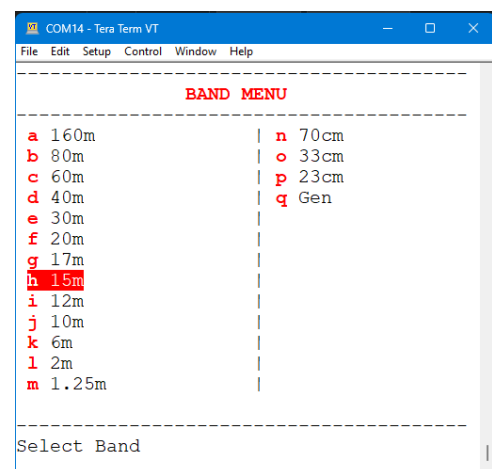 COM14 - Tera Term VT
File Edit Setup Control Window Help
--------------------------------------------------
BAND MENU
--------------------------------------------------
a 160m | n 70cm
b 80m | o 33cm
c 60m | p 23cm
d 40m | q Gen
e 30m |
f 20m |
g 17m |
h 15m |
i 12m |
j 10m |
k 6m |
l 2m |
m 1.25m |
--------------------------------------------------
Select Band